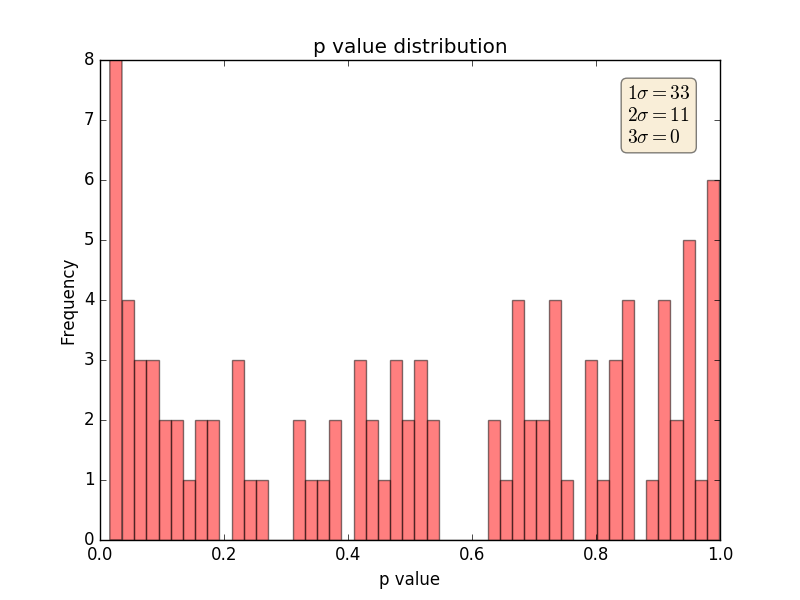 p value distribution
1σ = 33
2σ = 11
3σ = 0
Frequency
8
7
6
5
4
3
2
1
0
0.0 0.2 0.4 0.6 0.8 1.0
p value